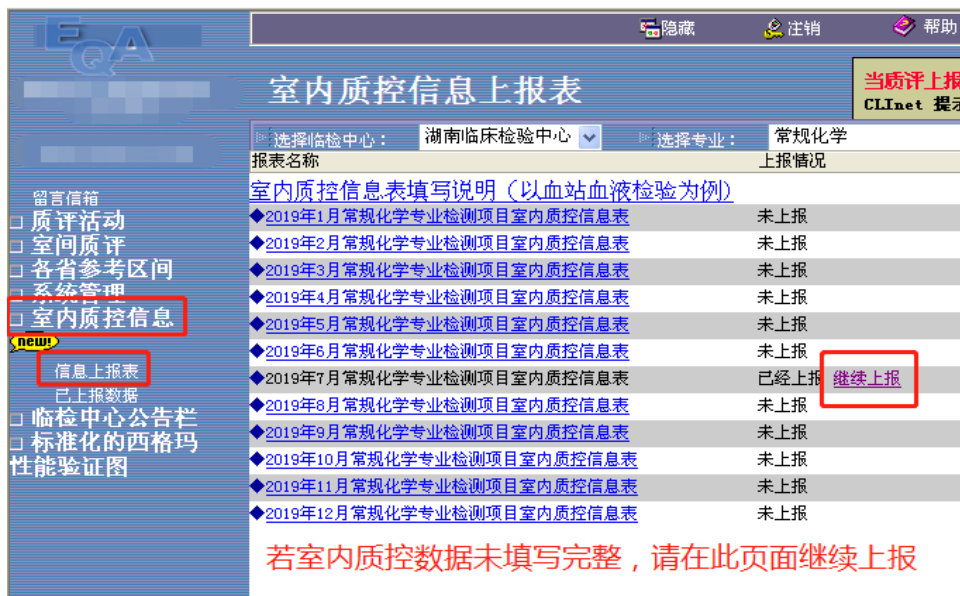 EQA
隐藏
注销
帮助
室内质控信息上报表
当质评上报
CLInet 提示
选择临检中心：
湖南临床检验中心
选择专业：
常规化学
报表名称
上报情况
室内质控信息表填写说明（以血站血液检验为例）
◆2019年1月常规化学专业检测项目室内质控信息表 未上报
◆2019年2月常规化学专业检测项目室内质控信息表 未上报
◆2019年3月常规化学专业检测项目室内质控信息表 未上报
◆2019年4月常规化学专业检测项目室内质控信息表 未上报
◆2019年5月常规化学专业检测项目室内质控信息表 未上报
◆2019年6月常规化学专业检测项目室内质控信息表 未上报
◆2019年7月常规化学专业检测项目室内质控信息表 已经上报 继续上报
◆2019年8月常规化学专业检测项目室内质控信息表 未上报
◆2019年9月常规化学专业检测项目室内质控信息表 未上报
◆2019年10月常规化学专业检测项目室内质控信息表 未上报
◆2019年11月常规化学专业检测项目室内质控信息表 未上报
◆2019年12月常规化学专业检测项目室内质控信息表 未上报
若室内质控数据未填写完整，请在此页面继续上报
留言信箱
质评活动
室间质评
各省参考区间
系统管理
室内质控信息
new!
信息上报表
已上报数据
临检中心公告栏
标准化的西格玛
性能验证图